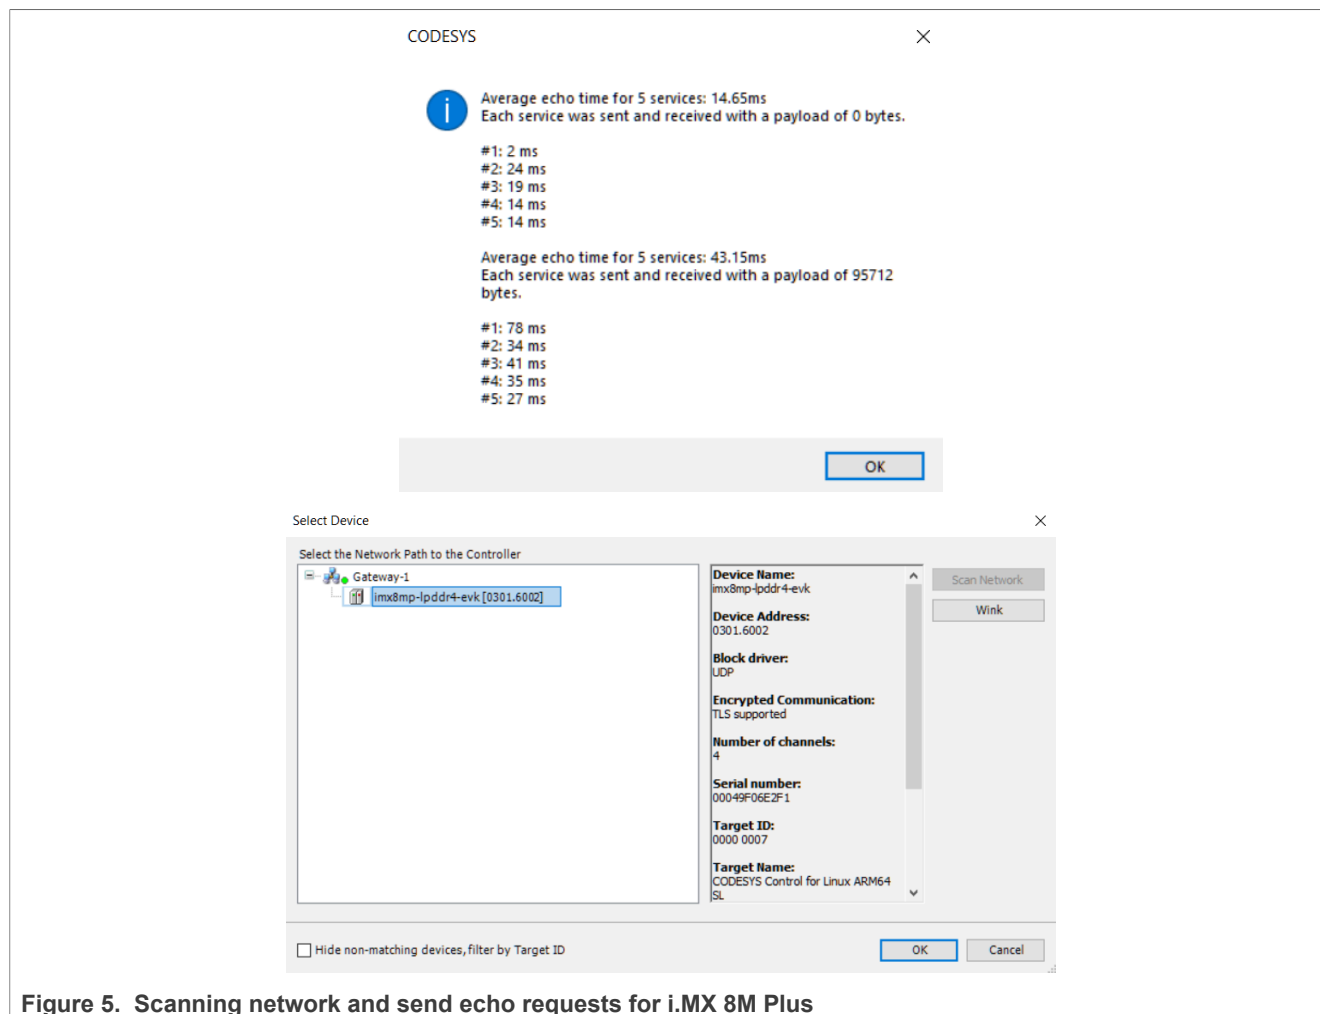 CODESYS
Average echo time for 5 services: 14.65ms
Each service was sent and received with a payload of 0 bytes.
#1: 2 ms
#2: 24 ms
#3: 19 ms
#4: 14 ms
#5: 14 ms
Average echo time for 5 services: 43.15ms
Each service was sent and received with a payload of 95712
bytes.
#1: 78 ms
#2: 34 ms
#3: 41 ms
#4: 35 ms
#5: 27 ms
OK
Select Device
Select the Network Path to the Controller
Gateway-1
imx8mp-lpddr4-evk [0301.6002]
Device Name:
imx8mp-lpddr4-evk
Device Address:
0301.6002
Block driver:
UDP
Encrypted Communication:
TLS supported
Number of channels:
4
Serial number:
00049F06E2F1
Target ID:
0000 0007
Target Name:
CODESYS Control for Linux ARM64
SL
Scan Network
Wink
Hide non-matching devices, filter by Target ID
OK
Cancel
Figure 5. Scanning network and send echo requests for i.MX 8M Plus